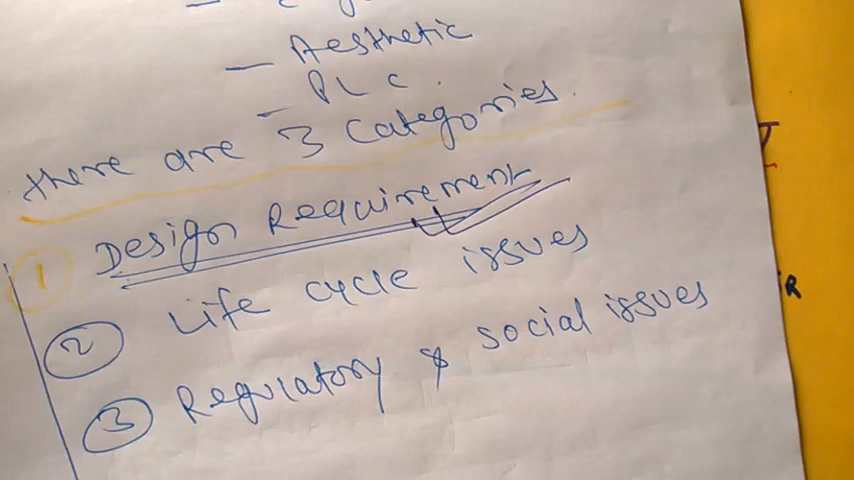 - Aesthetic
- PLC.
there are 3 categories.
1 Design Requirement
2 Life cycle issues
3 Regulatory & social issues
R